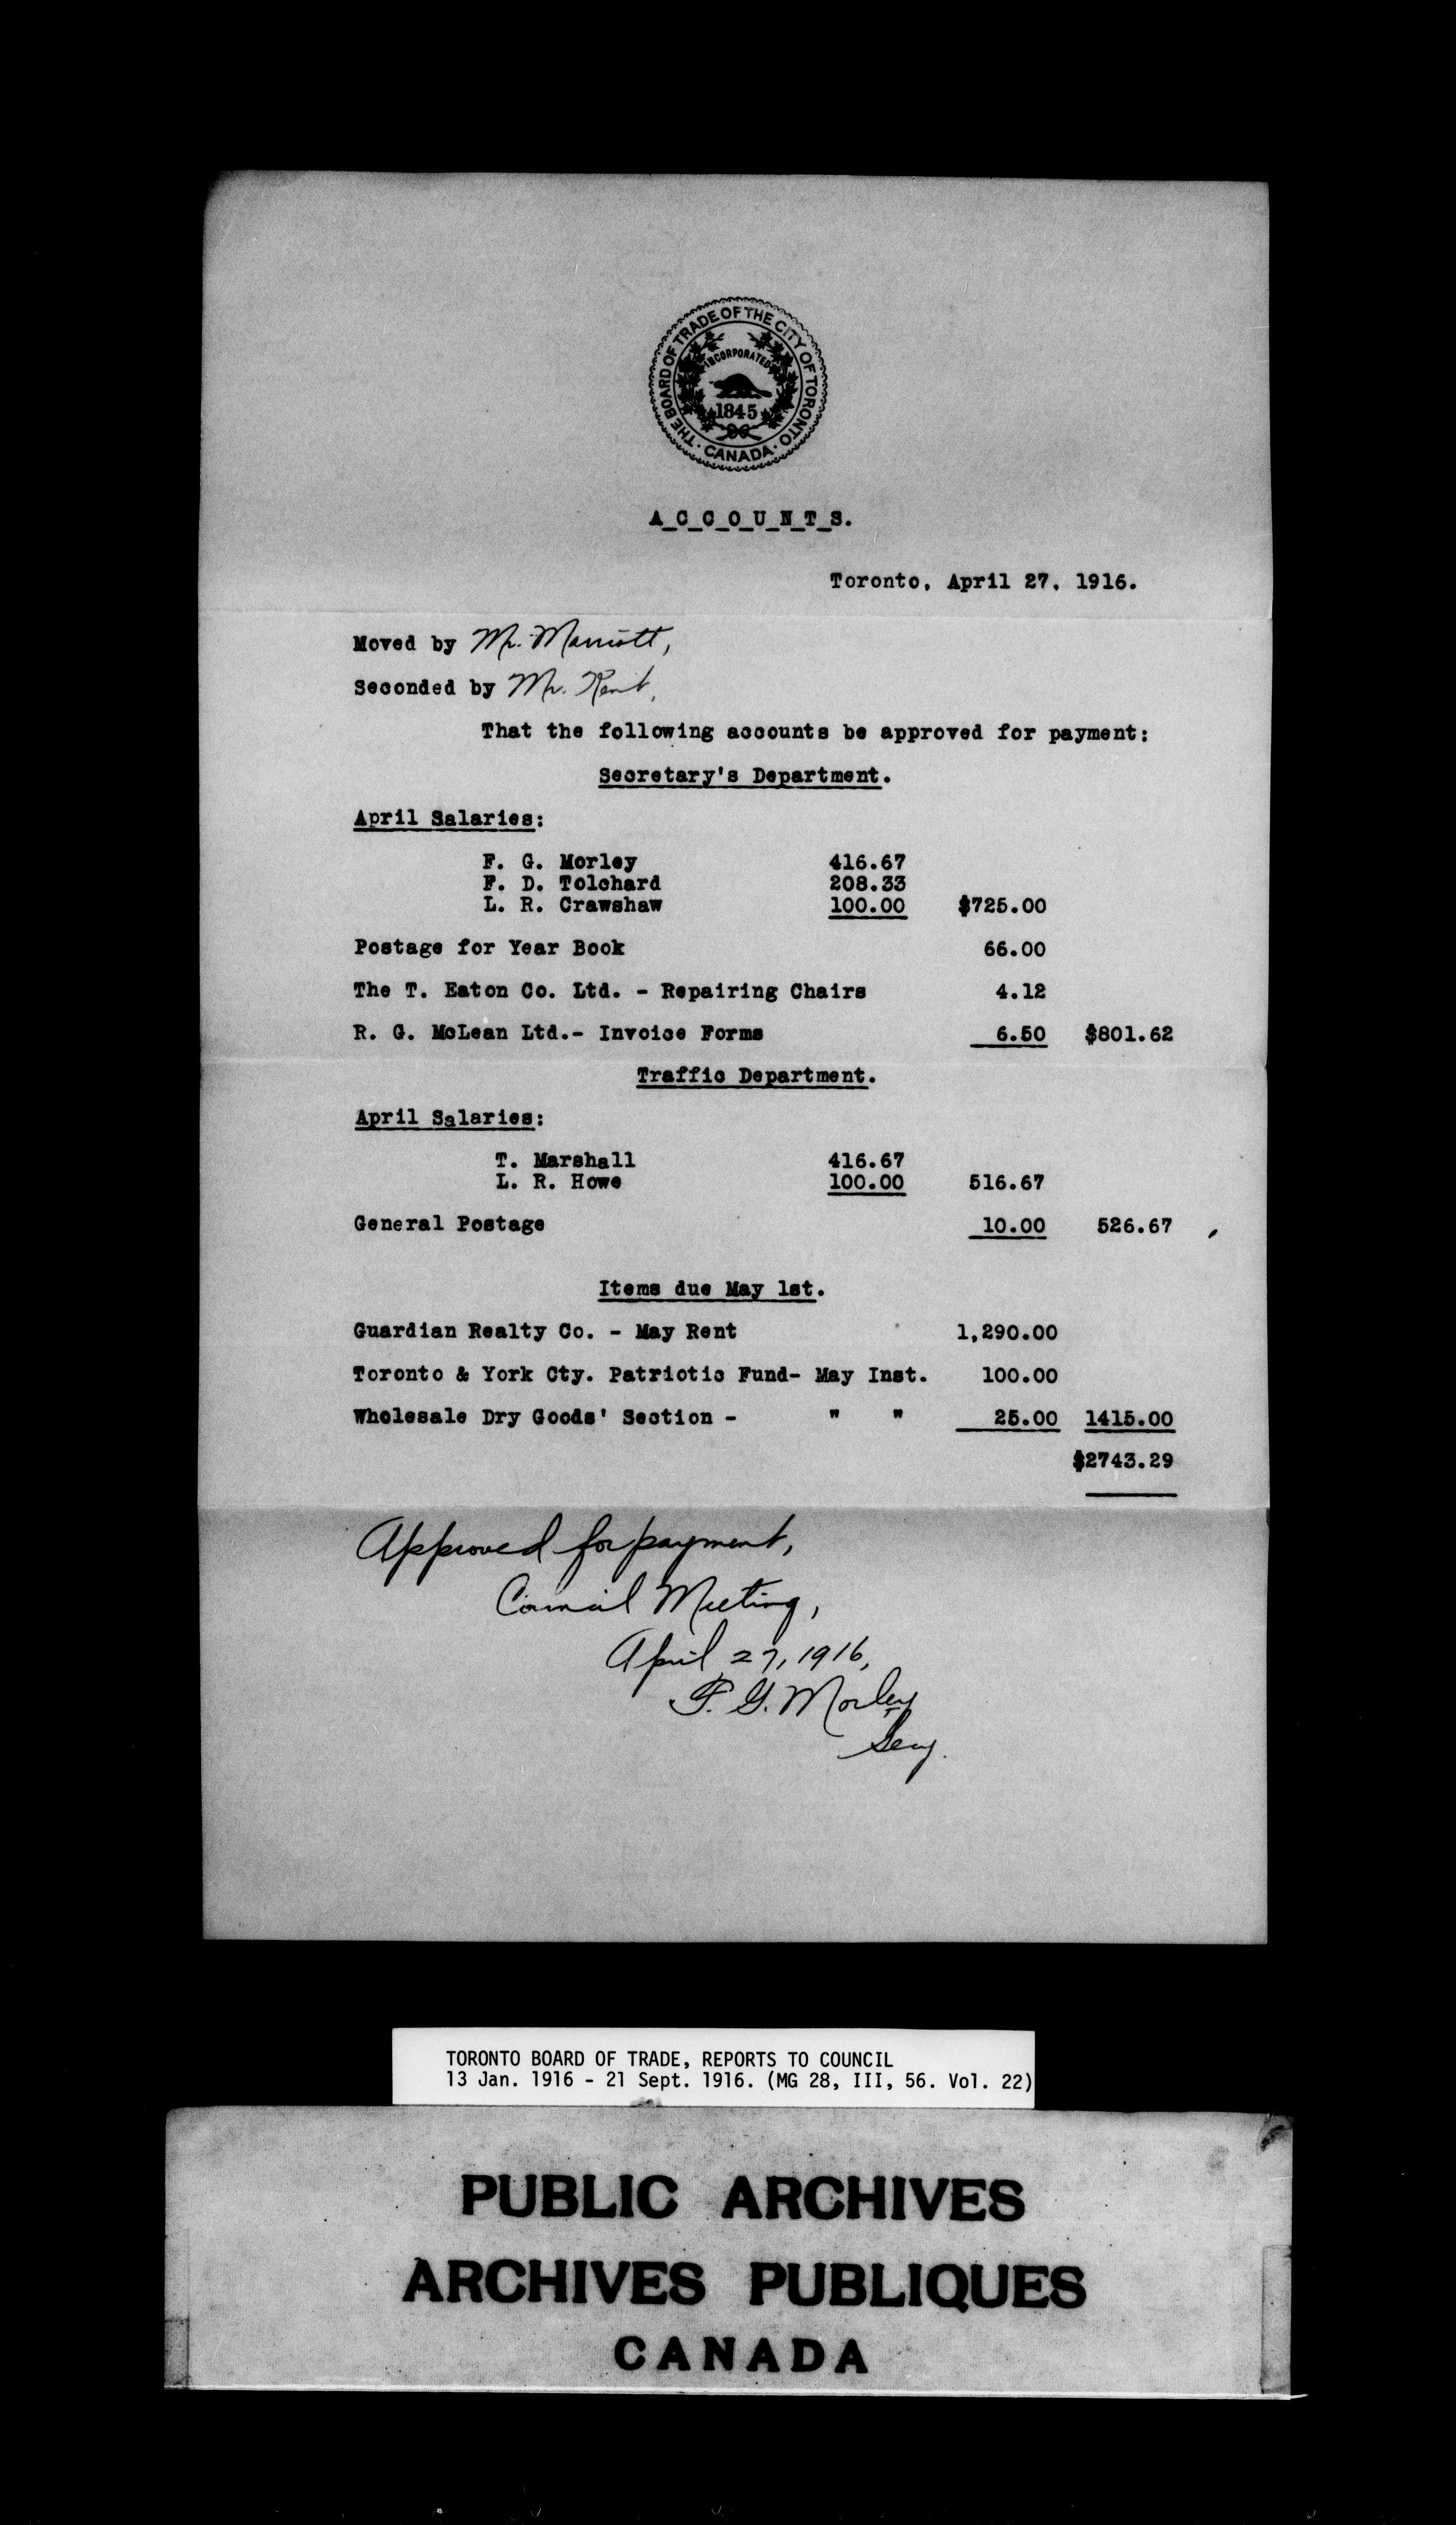 THE BOARD OF TRADE OF THE CITY OF TORONTO
INCORPORATED
1845
· CANADA ·
A_C_C_O_U_N_T_S.
Toronto, April 27, 1916.
Moved by Mr. Marriott,
Seconded by Mr. Kent,
That the following accounts be approved for payment:
Secretary's Department.
April Salaries:
F. G. Morley 416.67
F. D. Tolchard 208.33
L. R. Crawshaw 100.00 $725.00
Postage for Year Book 66.00
The T. Eaton Co. Ltd. - Repairing Chairs 4.12
R. G. McLean Ltd.- Invoice Forms 6.50 $801.62
Traffic Department.
April Salaries:
T. Marshall 416.67
L. R. Howe 100.00 516.67
General Postage 10.00 526.67
Items due May 1st.
Guardian Realty Co. - May Rent 1,290.00
Toronto & York Cty. Patriotic Fund- May Inst. 100.00
Wholesale Dry Goods' Section - " " 25.00 1415.00
$2743.29
Approved for payment,
Council Meeting,
April 27, 1916,
F. G. Morley
Secy.
TORONTO BOARD OF TRADE, REPORTS TO COUNCIL
13 Jan. 1916 - 21 Sept. 1916. (MG 28, III, 56. Vol. 22)
PUBLIC ARCHIVES
ARCHIVES PUBLIQUES
CANADA